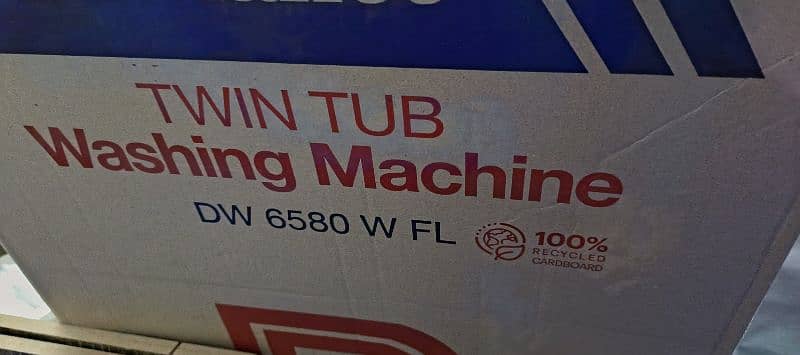 TWIN TUB
Washing Machine
DW 6580 W FL
100%
RECYCLED
CARDBOARD